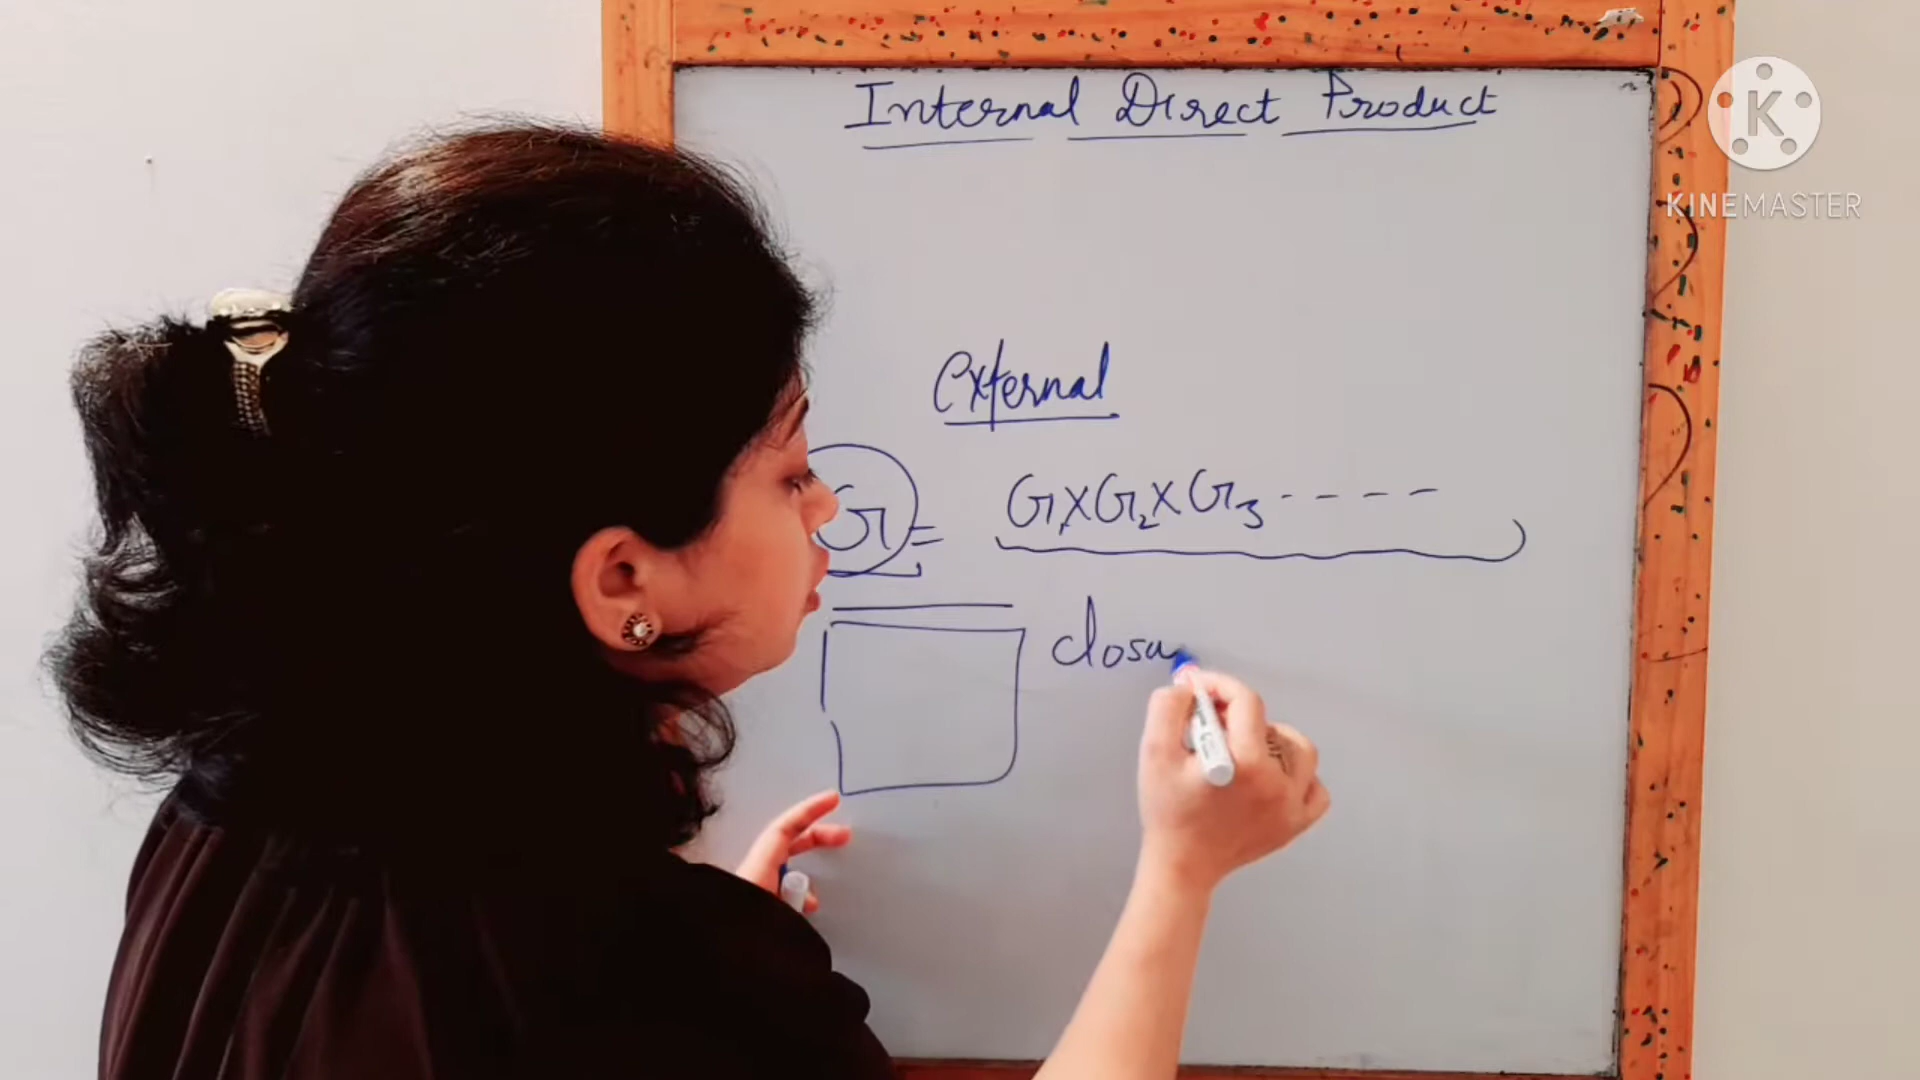 Internal Direct Product
K
KINEMASTER
External
G = G₁×G₂×G₃-----
closu